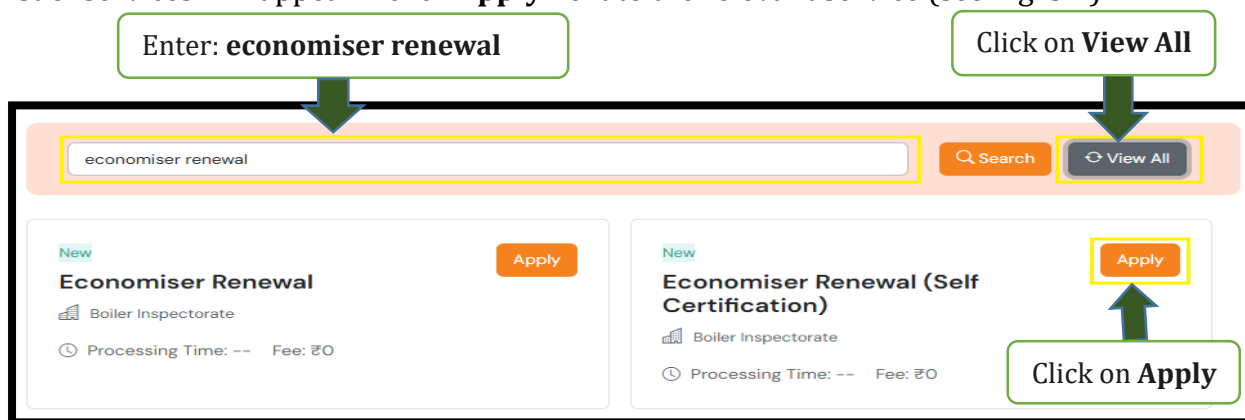 Enter: economiser renewal
Click on View All
economiser renewal
Search
View All
New
Economiser Renewal
Boiler Inspectorate
Processing Time: -- Fee: ₹0
Apply
New
Economiser Renewal (Self
Certification)
Boiler Inspectorate
Processing Time: -- Fee: ₹0
Apply
Click on Apply